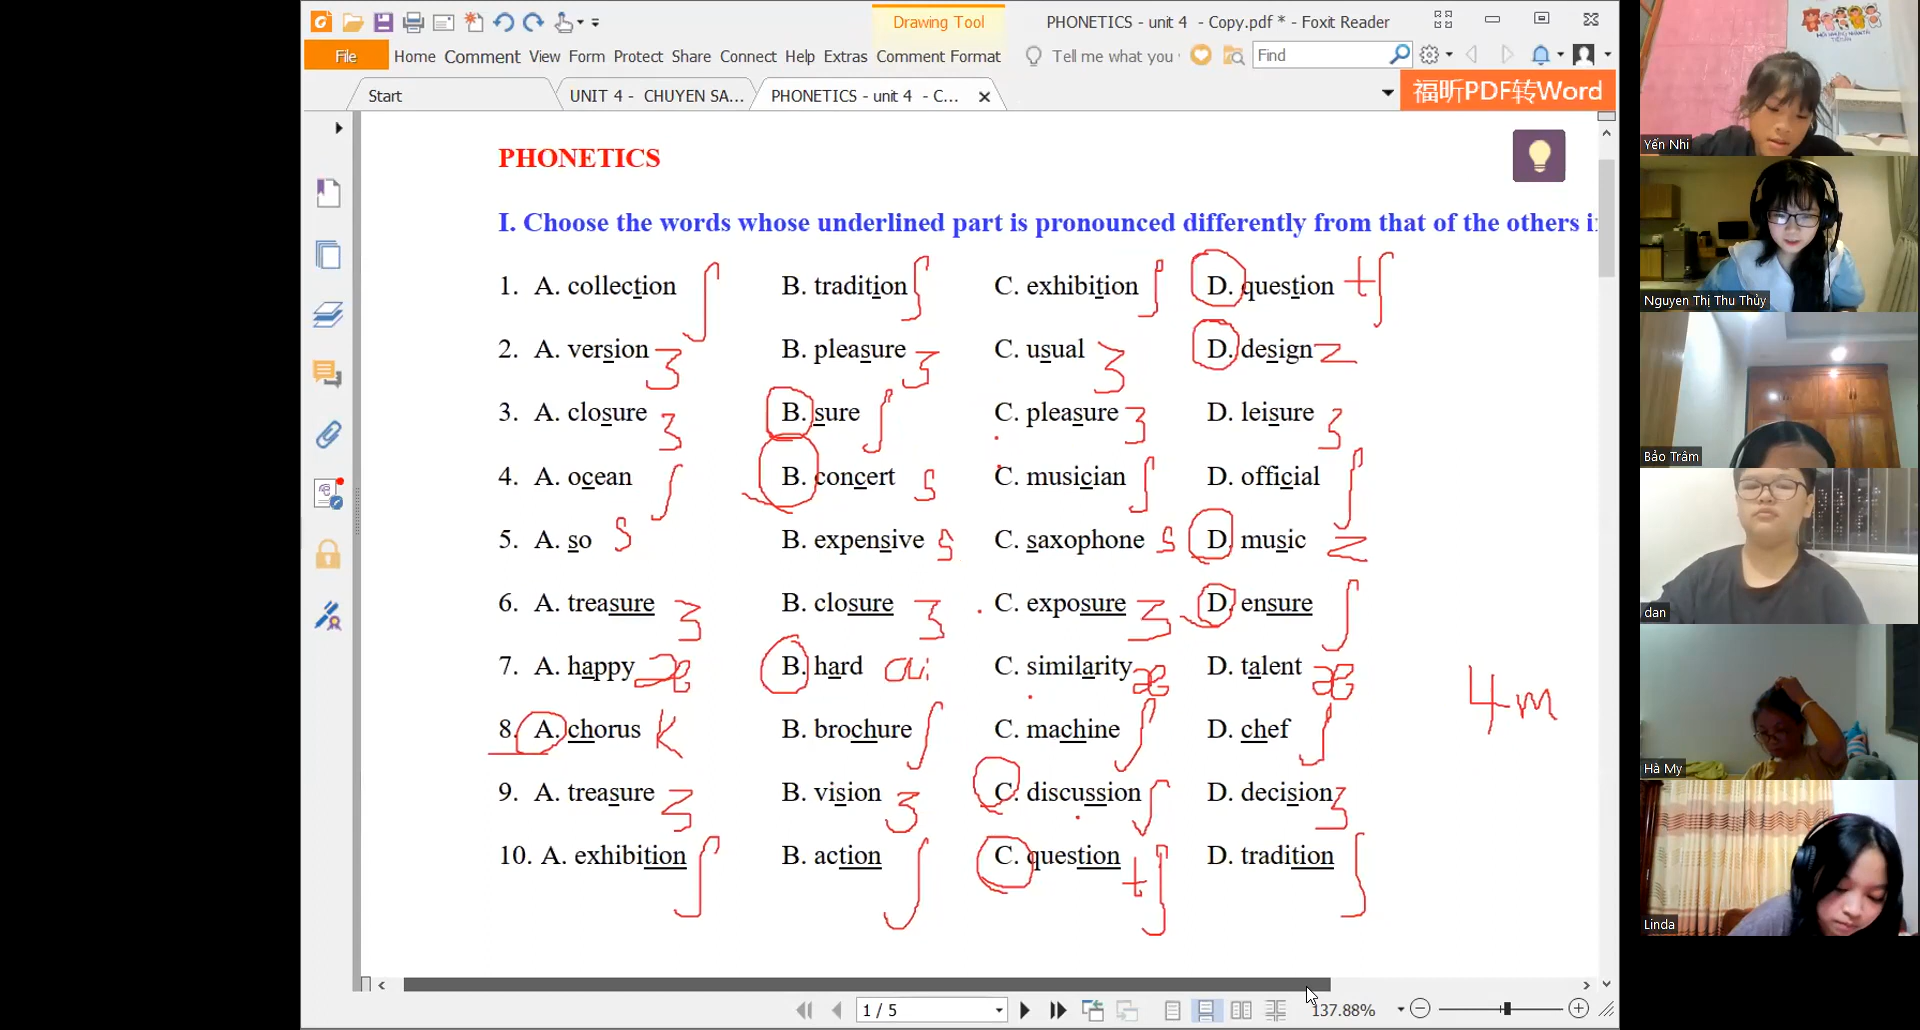 Drawing Tool
PHONETICS - unit 4 - Copy.pdf * - Foxit Reader
File Home Comment View Form Protect Share Connect Help Extras Comment Format Tell me what you Find
Start UNIT 4 - CHUYEN SA... PHONETICS - unit 4 - C...
福昕PDF转Word
PHONETICS
I. Choose the words whose underlined part is pronounced differently from that of the others i
1. A. collection ʃ B. tradition ʃ C. exhibition ʃ D. question tʃ
2. A. version ʒ B. pleasure ʒ C. usual ʒ D. design z
3. A. closure ʒ B. sure ʃ C. pleasure ʒ D. leisure ʒ
4. A. ocean ʃ B. concert s C. musician ʃ D. official ʃ
5. A. so s B. expensive s C. saxophone s D. music z
6. A. treasure ʒ B. closure ʒ C. exposure ʒ D. ensure ʃ
7. A. happy æ B. hard a: C. similarity æ D. talent æ
4m
8. A. chorus k B. brochure ʃ C. machine ʃ D. chef ʃ
9. A. treasure ʒ B. vision ʒ C. discussion ʃ D. decision ʒ
10. A. exhibition ʃ B. action ʃ C. question tʃ D. tradition ʃ
1 / 5
137.88%
Yến Nhi
Nguyen Thị Thu Thủy
Bảo Trâm
dan
Hà My
Linda